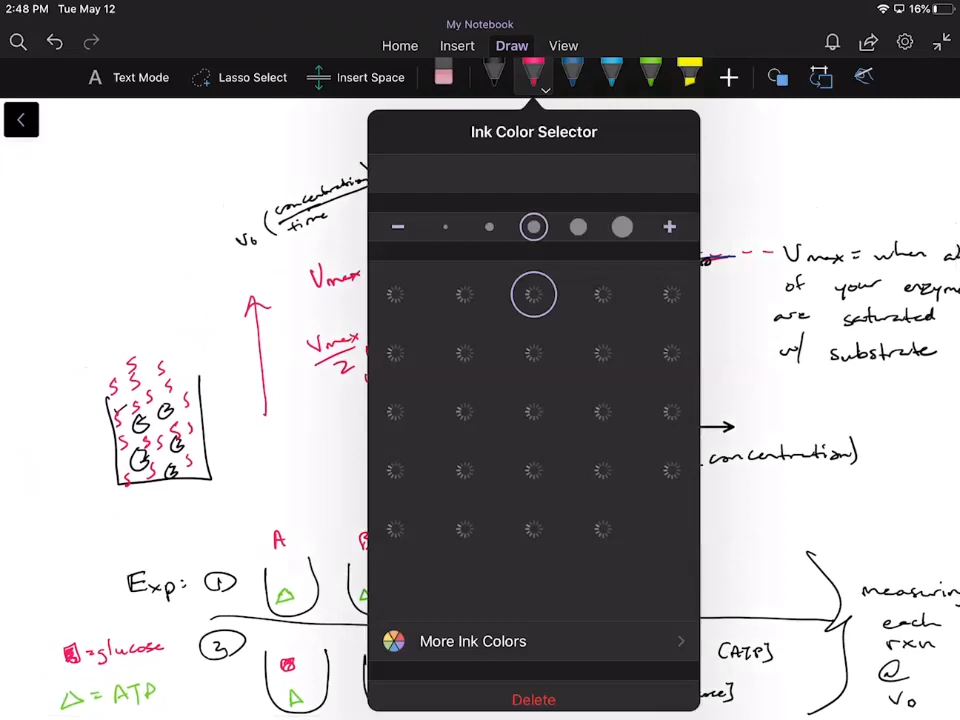 2:48 PM Tue May 12
16%
My Notebook
Home Insert Draw View
A Text Mode Lasso Select Insert Space
Ink Color Selector
More Ink Colors
Delete
v₀ (concentration
time
Vmax
Vmax
2
Vmax = when al
of your enzyme
are saturated
w/ substrate
concentration)
A
Exp: ①
②
= glucose
△ = ATP
[ATP]
measuring
each
rxn
@
v₀